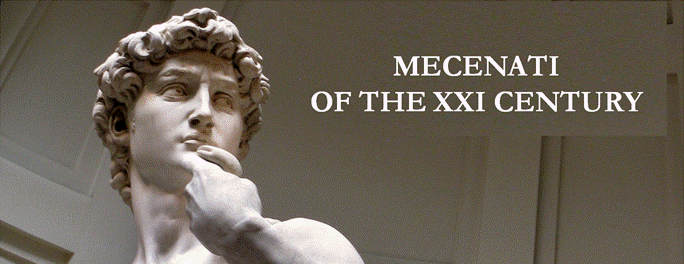 MECENATI
OF THE XXI CENTURY